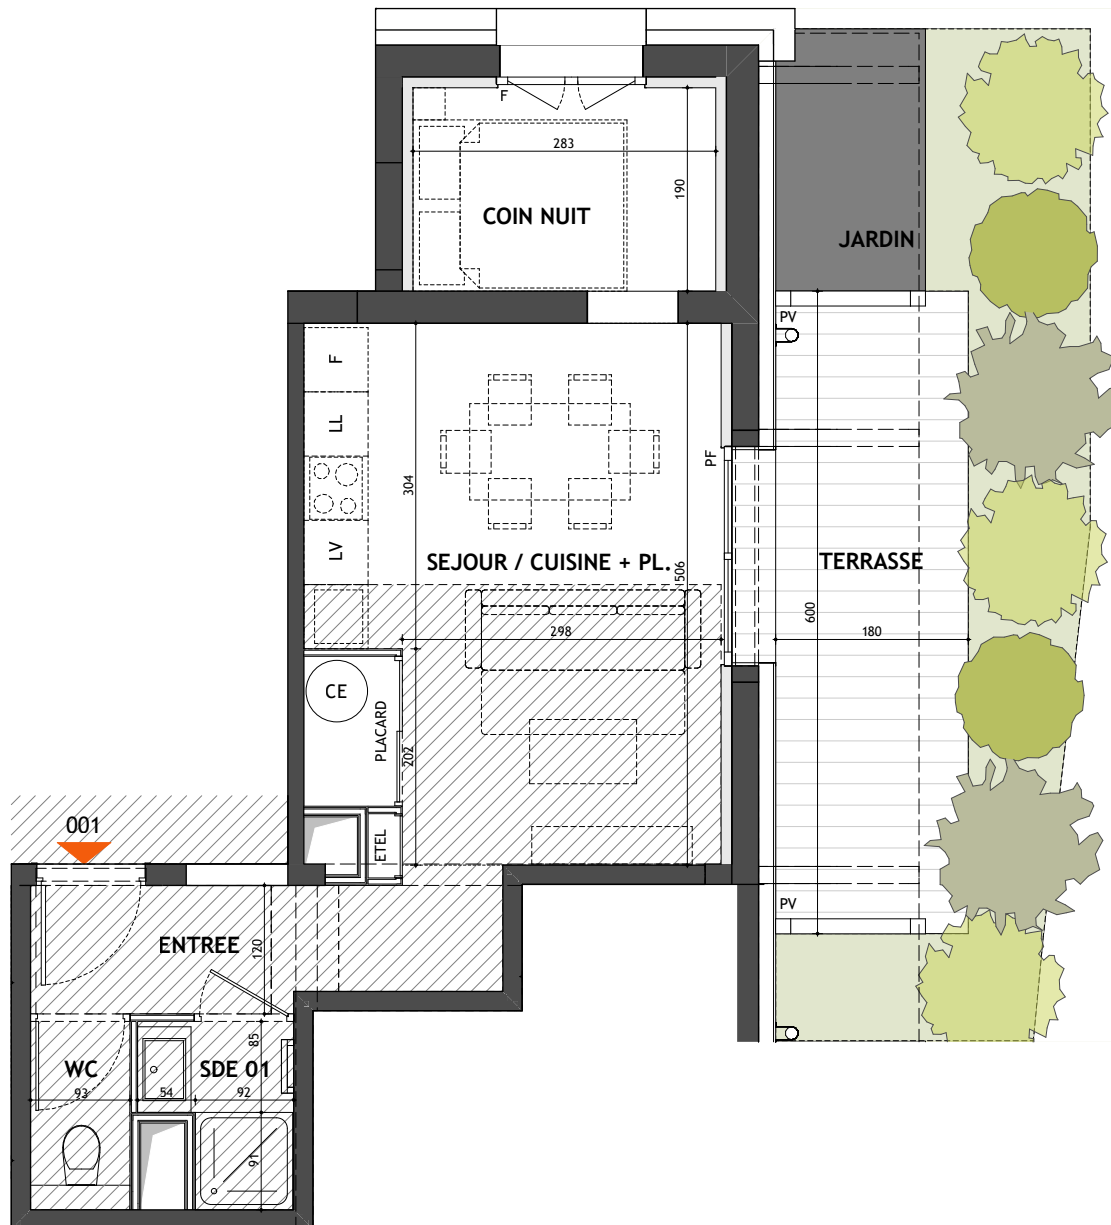 F
283
190
COIN NUIT
JARDIN
PV
F
LL
304
PF
LV
SEJOUR / CUISINE + PL.
506
TERRASSE
600
298
180
CE
PLACARD
202
001
ETEL
PV
ENTREE
120
85
WC
SDE 01
93
54
92
91